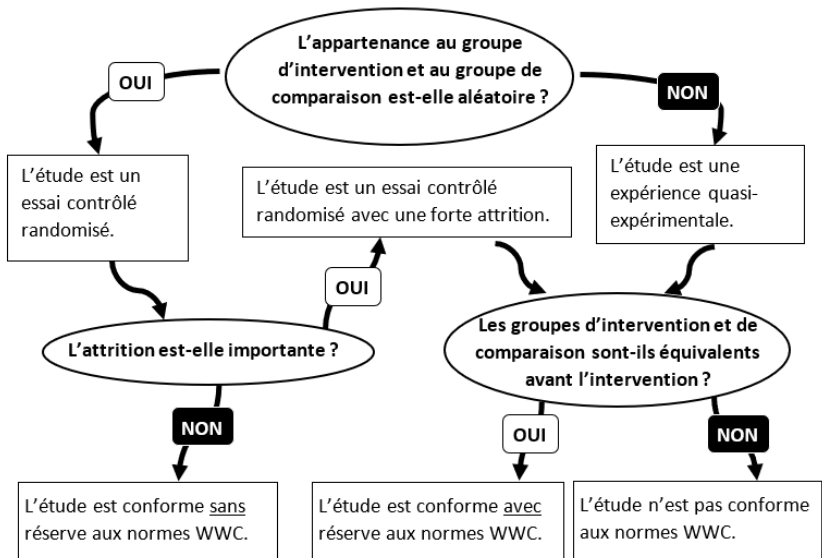 L'appartenance au groupe
d'intervention et au groupe de
comparaison est-elle aléatoire ?
OUI
NON
L'étude est un
essai contrôlé
randomisé.
L'étude est un essai contrôlé
randomisé avec une forte attrition.
L'étude est une
expérience quasi-
expérimentale.
OUI
L'attrition est-elle importante ?
Les groupes d'intervention et de
comparaison sont-ils équivalents
avant l'intervention ?
NON
OUI
NON
L'étude est conforme sans
réserve aux normes WWC.
L'étude est conforme avec
réserve aux normes WWC.
L'étude n'est pas conforme
aux normes WWC.